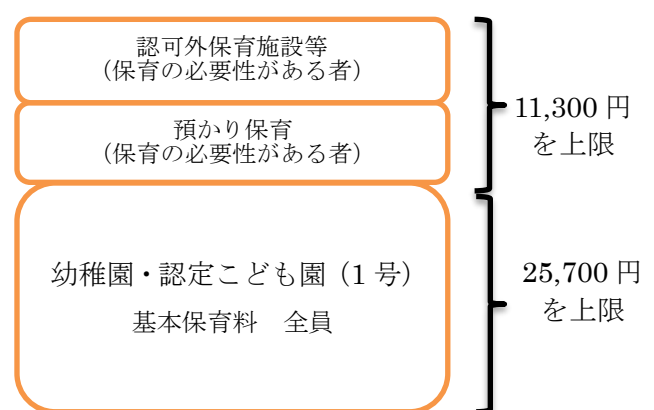 認可外保育施設等
（保育の必要性がある者）
預かり保育
（保育の必要性がある者）
11,300 円
を上限
幼稚園・認定こども園（1 号）
基本保育料　全員
25,700 円
を上限